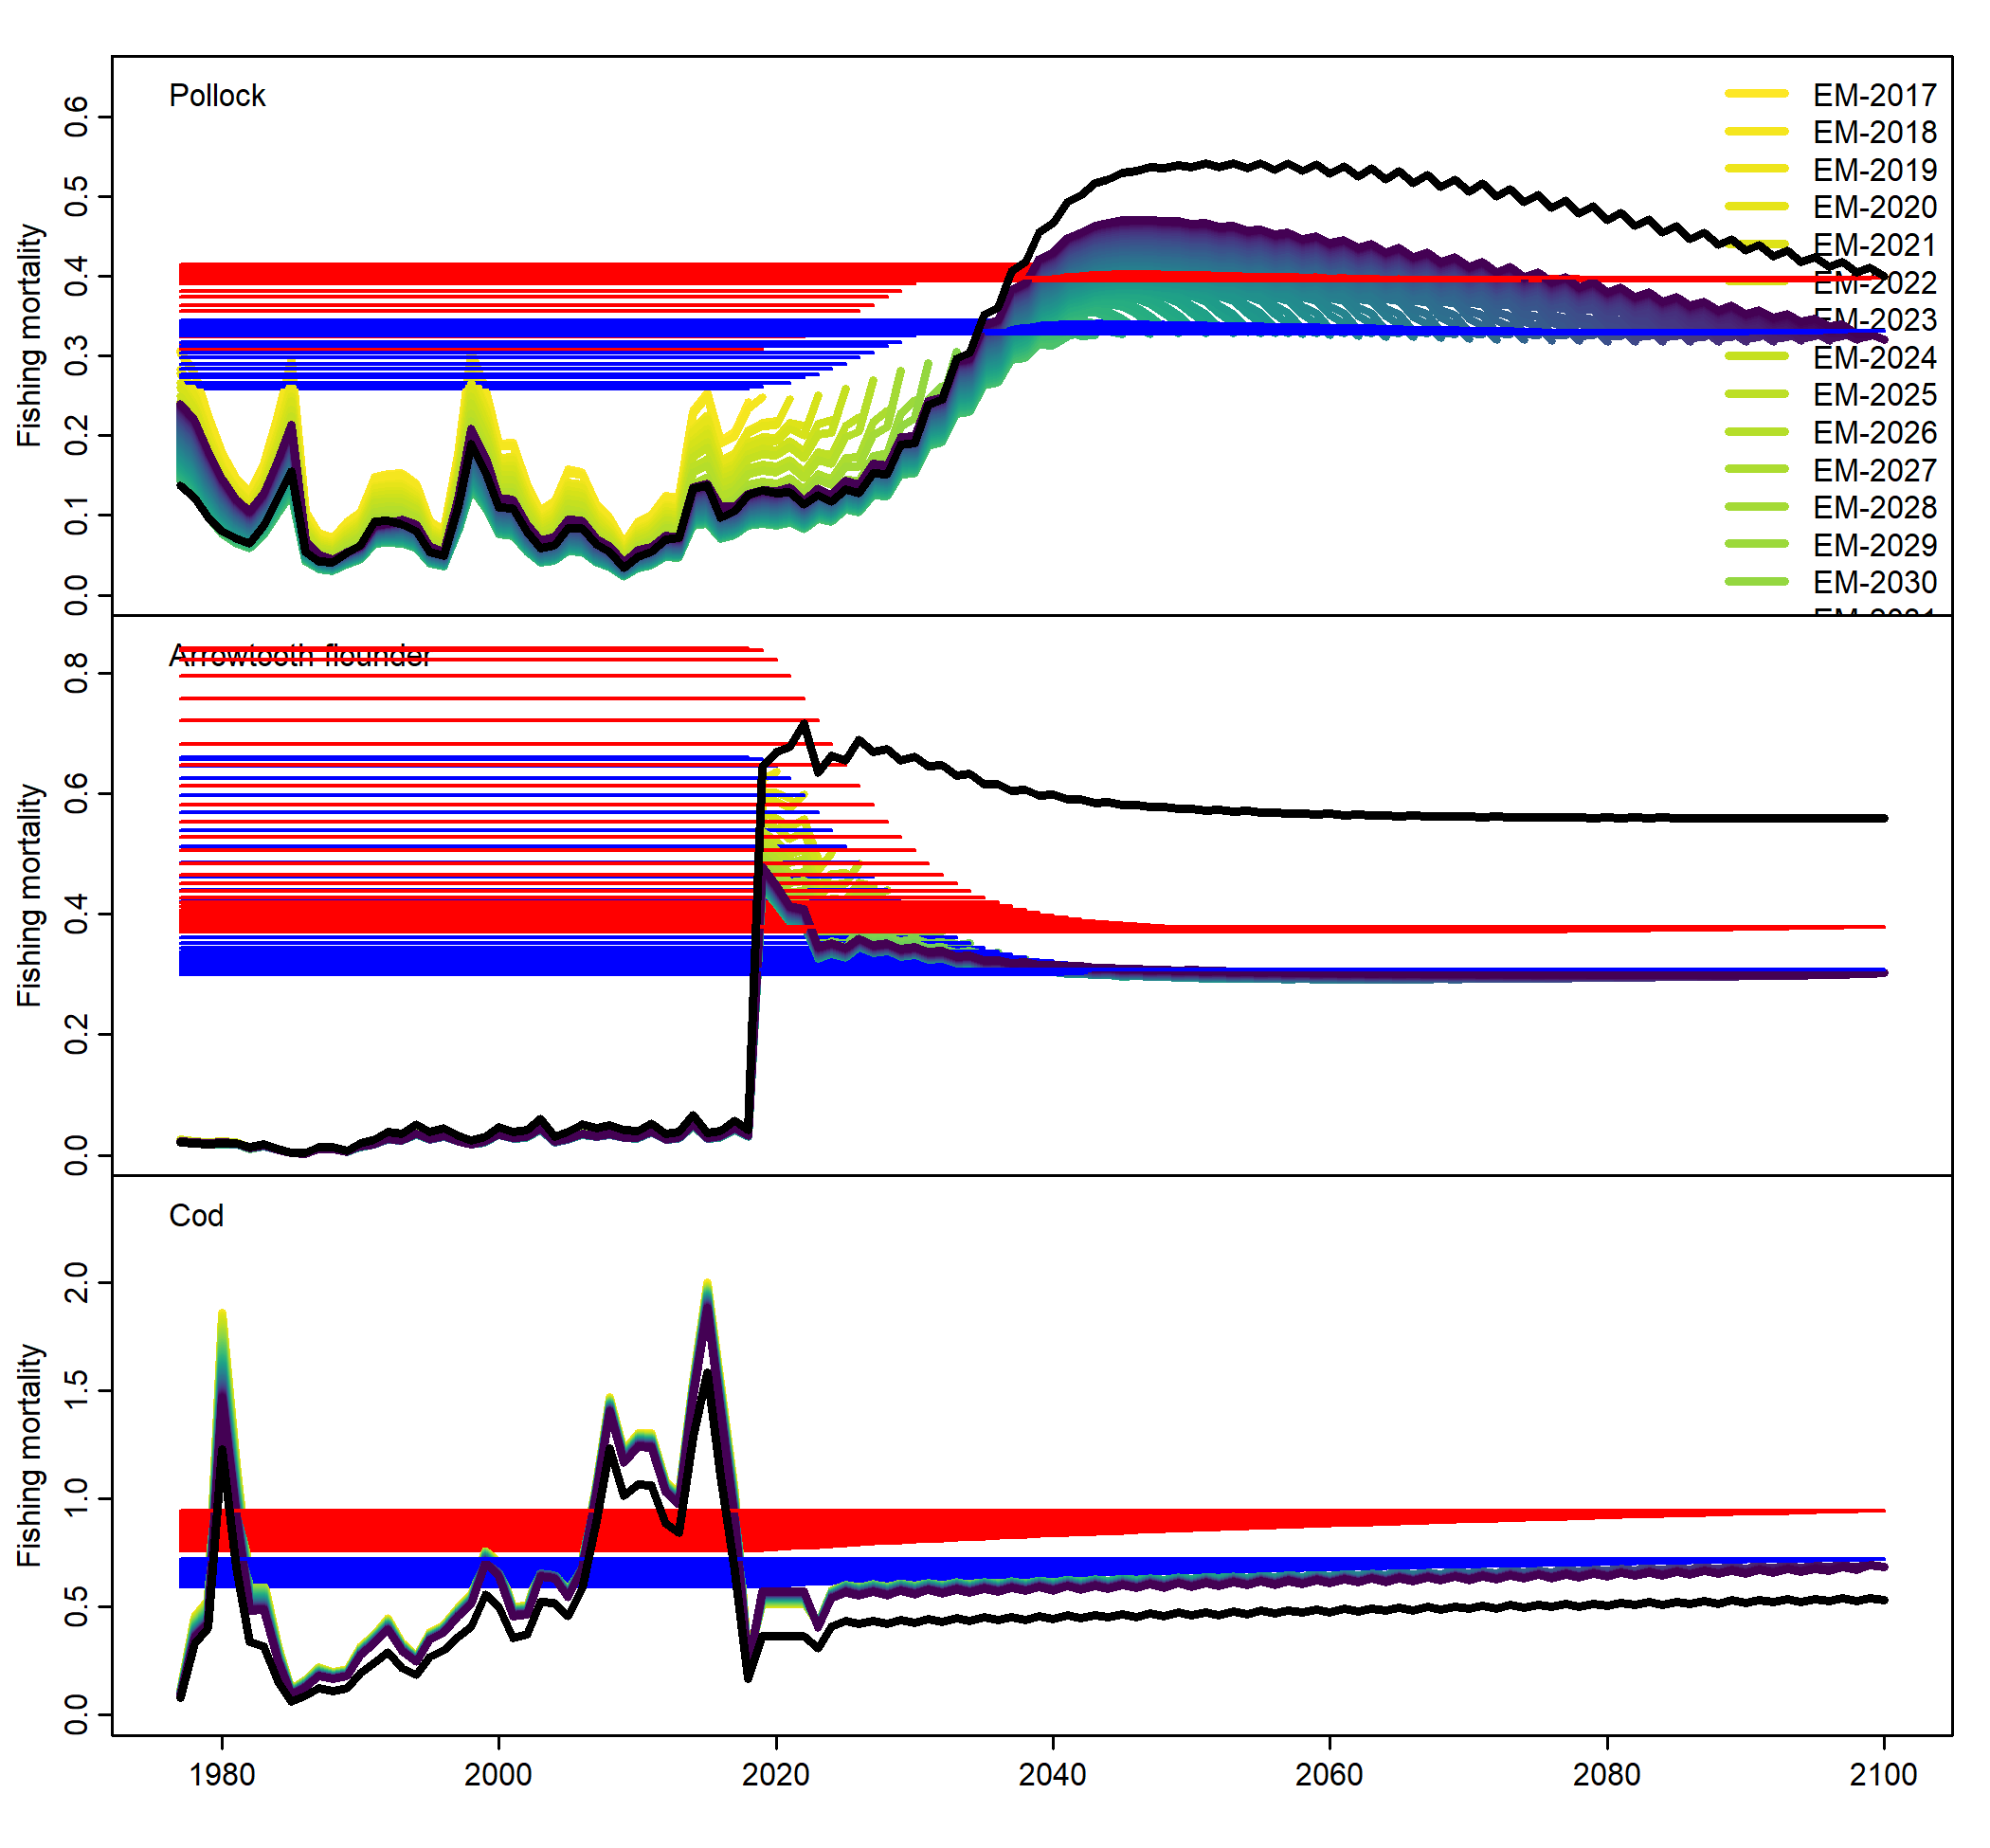 Pollock
0.6
0.5
0.4
0.3
0.2
0.1
0.0
Fishing mortality
EM-2017
EM-2018
EM-2019
EM-2020
EM-2021
EM-2022
EM-2023
EM-2024
EM-2025
EM-2026
EM-2027
EM-2028
EM-2029
EM-2030
Arrowtooth flounder
0.8
0.6
0.4
0.2
0.0
Fishing mortality
Cod
2.0
1.5
1.0
0.5
0.0
Fishing mortality
1980
2000
2020
2040
2060
2080
2100